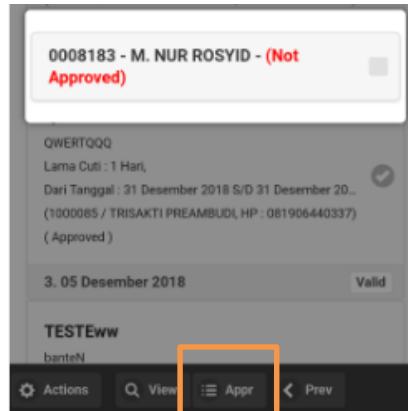 0008183 - M. NUR ROSYID - (Not
Approved)
QWERTQQQ
Lama Cuti : 1 Hari,
Dari Tanggal : 31 Desember 2018 S/D 31 Desember 20...
(1000085 / TRISAKTI PREAMBUDI, HP : 081906440337)
( Approved )
3. 05 Desember 2018 Valid
TESTEww
banteN
Actions View Appr Prev